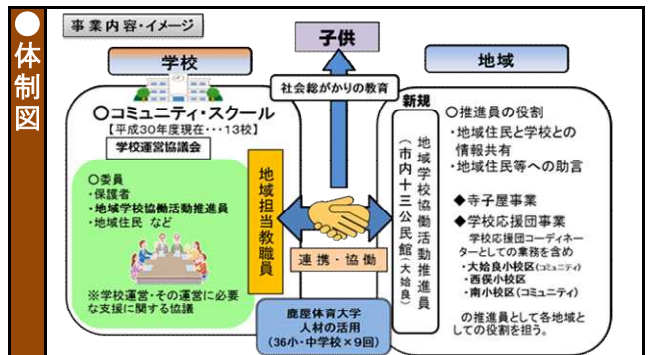 ●体制図
事業内容・イメージ
子供
学校
地域
社会総がかりの教育
○コミュニティ・スクール
【平成30年度現在・・・13校】
学校運営協議会
○委員
・保護者
・地域学校協働活動推進員
・地域住民 など
※学校運営・その運営に必要
な支援に関する協議
地域担当教職員
連携・協働
鹿屋体育大学
人材の活用
(36小・中学校×9回)
新規
地域学校協働活動推進員
(市内十三公民館(大姶良)
○推進員の役割
・地域住民と学校との
情報共有
・地域住民等への助言
◆寺子屋事業
◆学校応援団事業
学校応援団コーディネー
ターとしての業務を含め
・大姶良小校区(コミュニティ)
・西俣小校区
・南小校区(コミュニティ)
の推進員として各地域と
しての役割を担う。